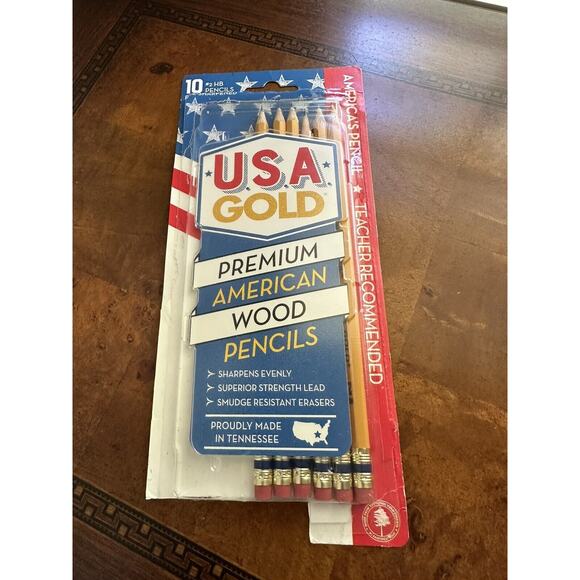 10 #2 HB
PENCILS
U.S.A.
GOLD
PREMIUM
AMERICAN
WOOD
PENCILS
SHARPENS EVENLY
SUPERIOR STRENGTH LEAD
SMUDGE RESISTANT ERASERS
PROUDLY MADE
IN TENNESSEE
AMERICA'S PENCIL ★ TEACHER RECOMMENDED